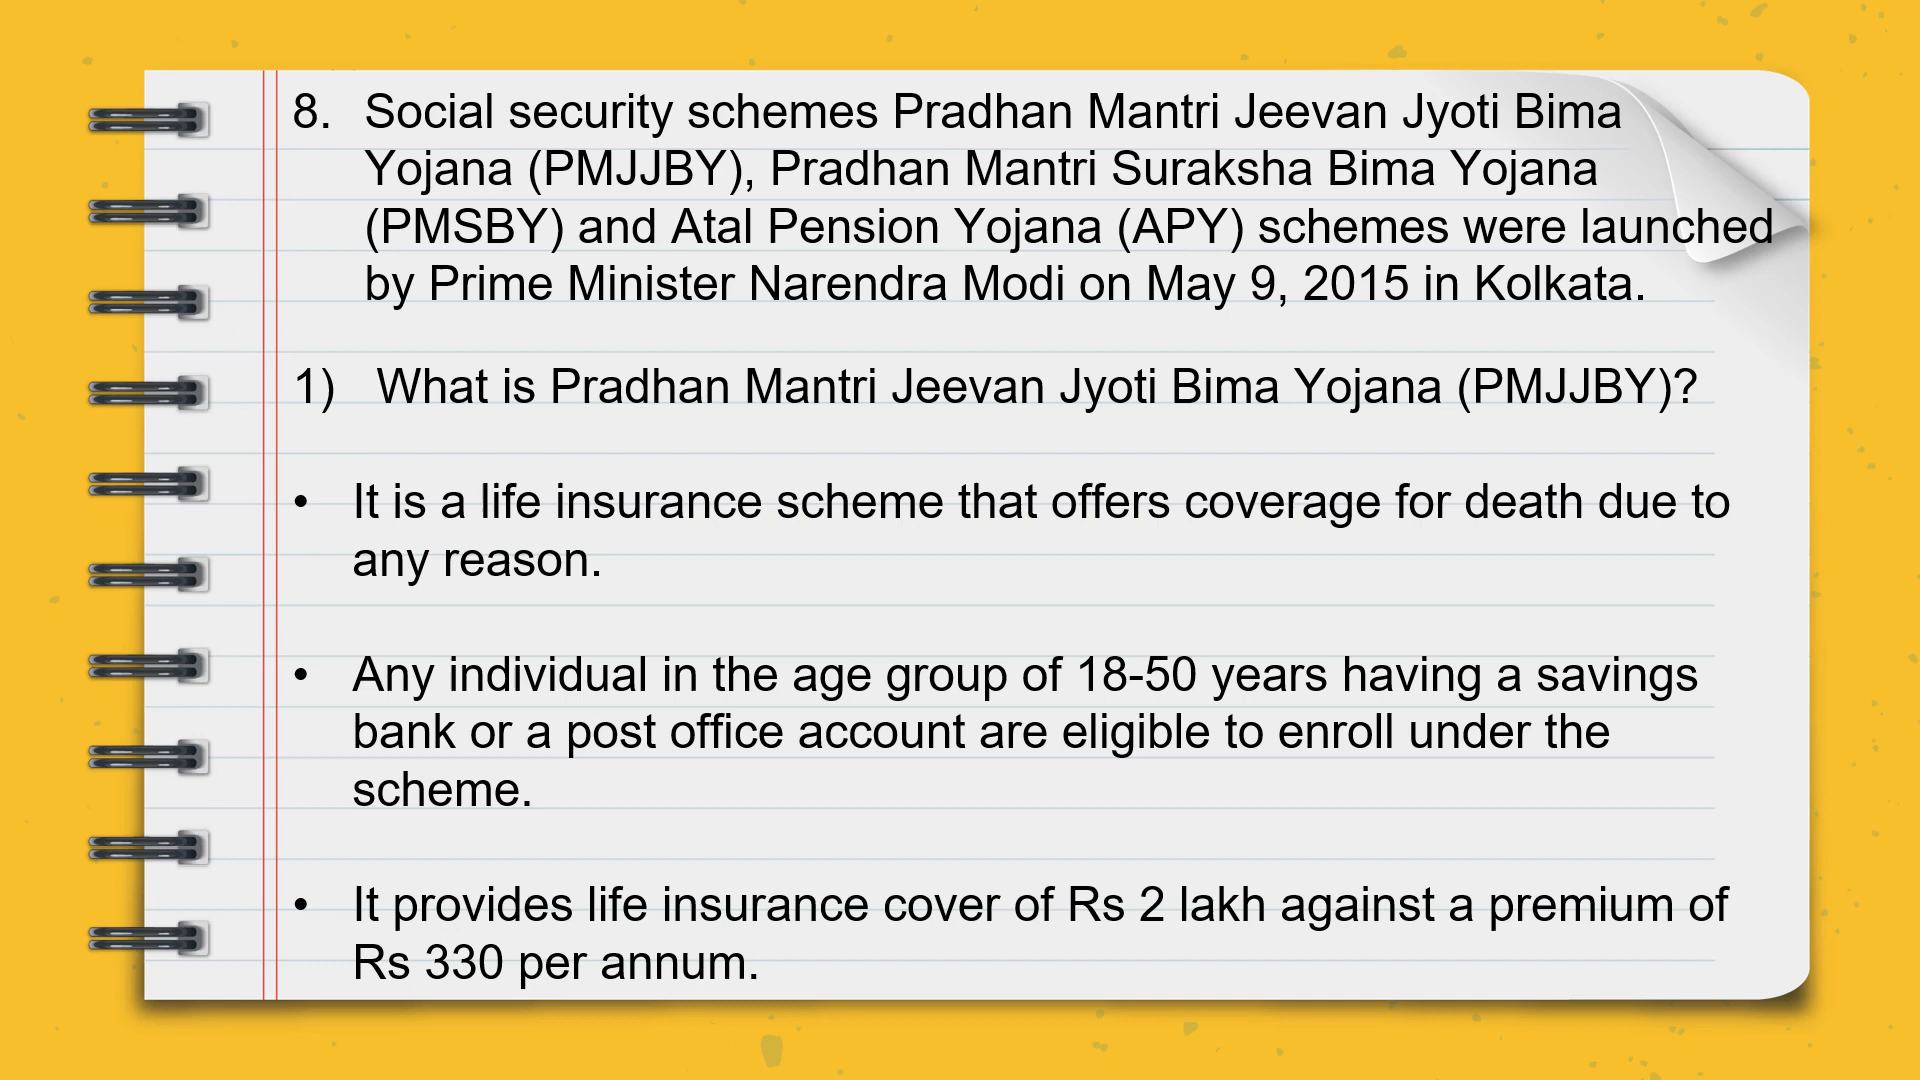 8. Social security schemes Pradhan Mantri Jeevan Jyoti Bima
Yojana (PMJJBY), Pradhan Mantri Suraksha Bima Yojana
(PMSBY) and Atal Pension Yojana (APY) schemes were launched
by Prime Minister Narendra Modi on May 9, 2015 in Kolkata.
1) What is Pradhan Mantri Jeevan Jyoti Bima Yojana (PMJJBY)?
• It is a life insurance scheme that offers coverage for death due to
any reason.
• Any individual in the age group of 18-50 years having a savings
bank or a post office account are eligible to enroll under the
scheme.
• It provides life insurance cover of Rs 2 lakh against a premium of
Rs 330 per annum.